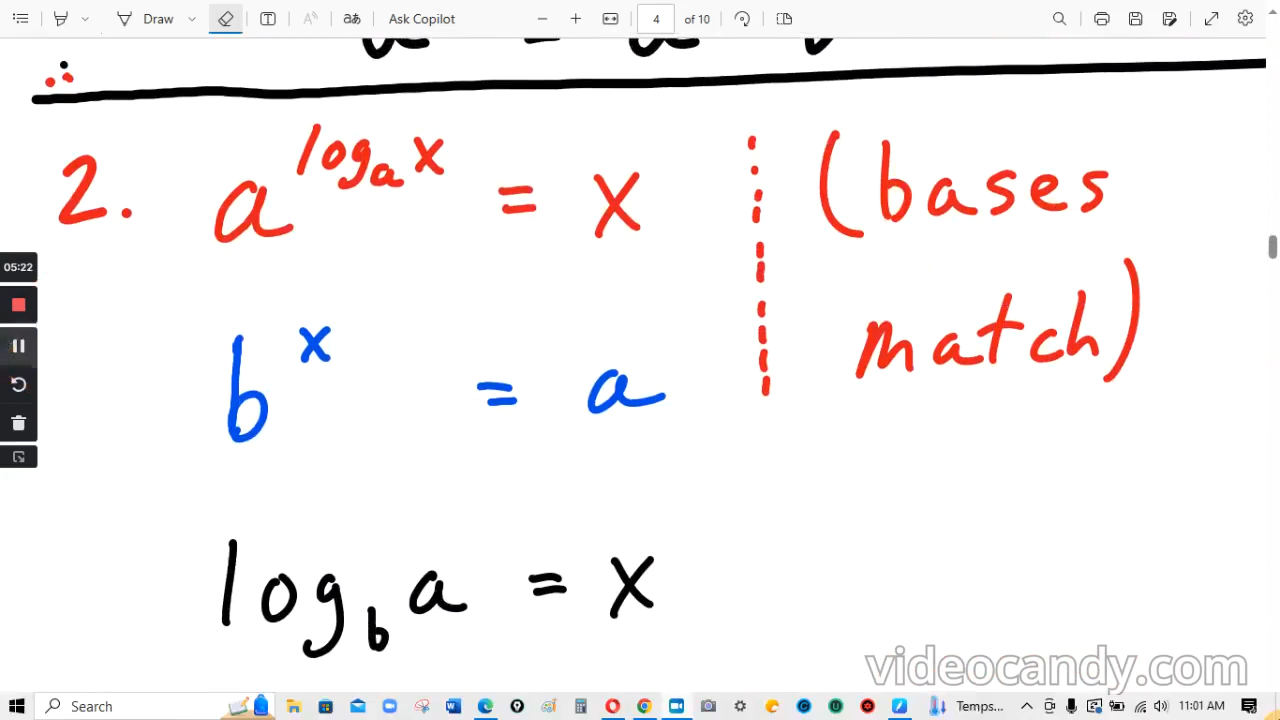 Draw
Ask Copilot
4 of 10
∴
2. a^{log_a x} = x (bases
match)
05:22
b^x = a
log_b a = x
videocandy.com
Search
Temps...
11:01 AM